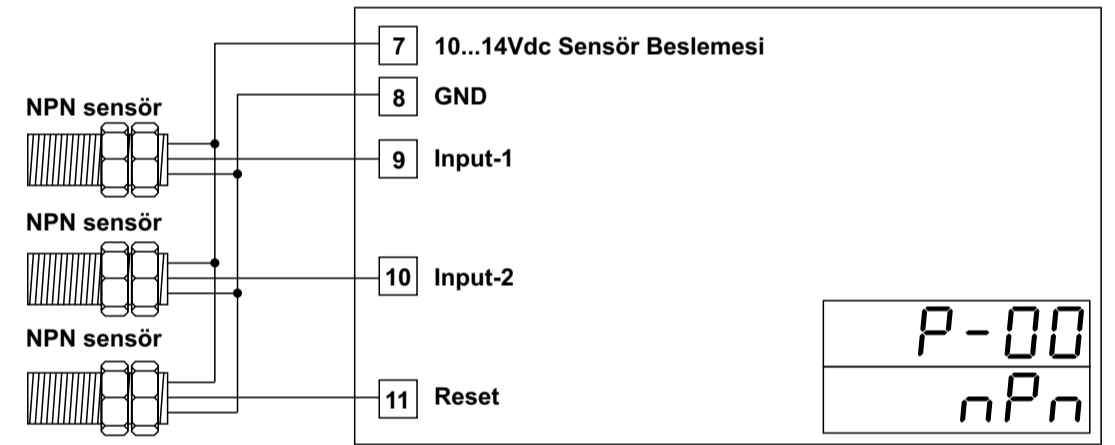 7 10...14Vdc Sensör Beslemesi
8 GND
NPN sensör
9 Input-1
NPN sensör
10 Input-2
NPN sensör
11 Reset
P-00
nPn